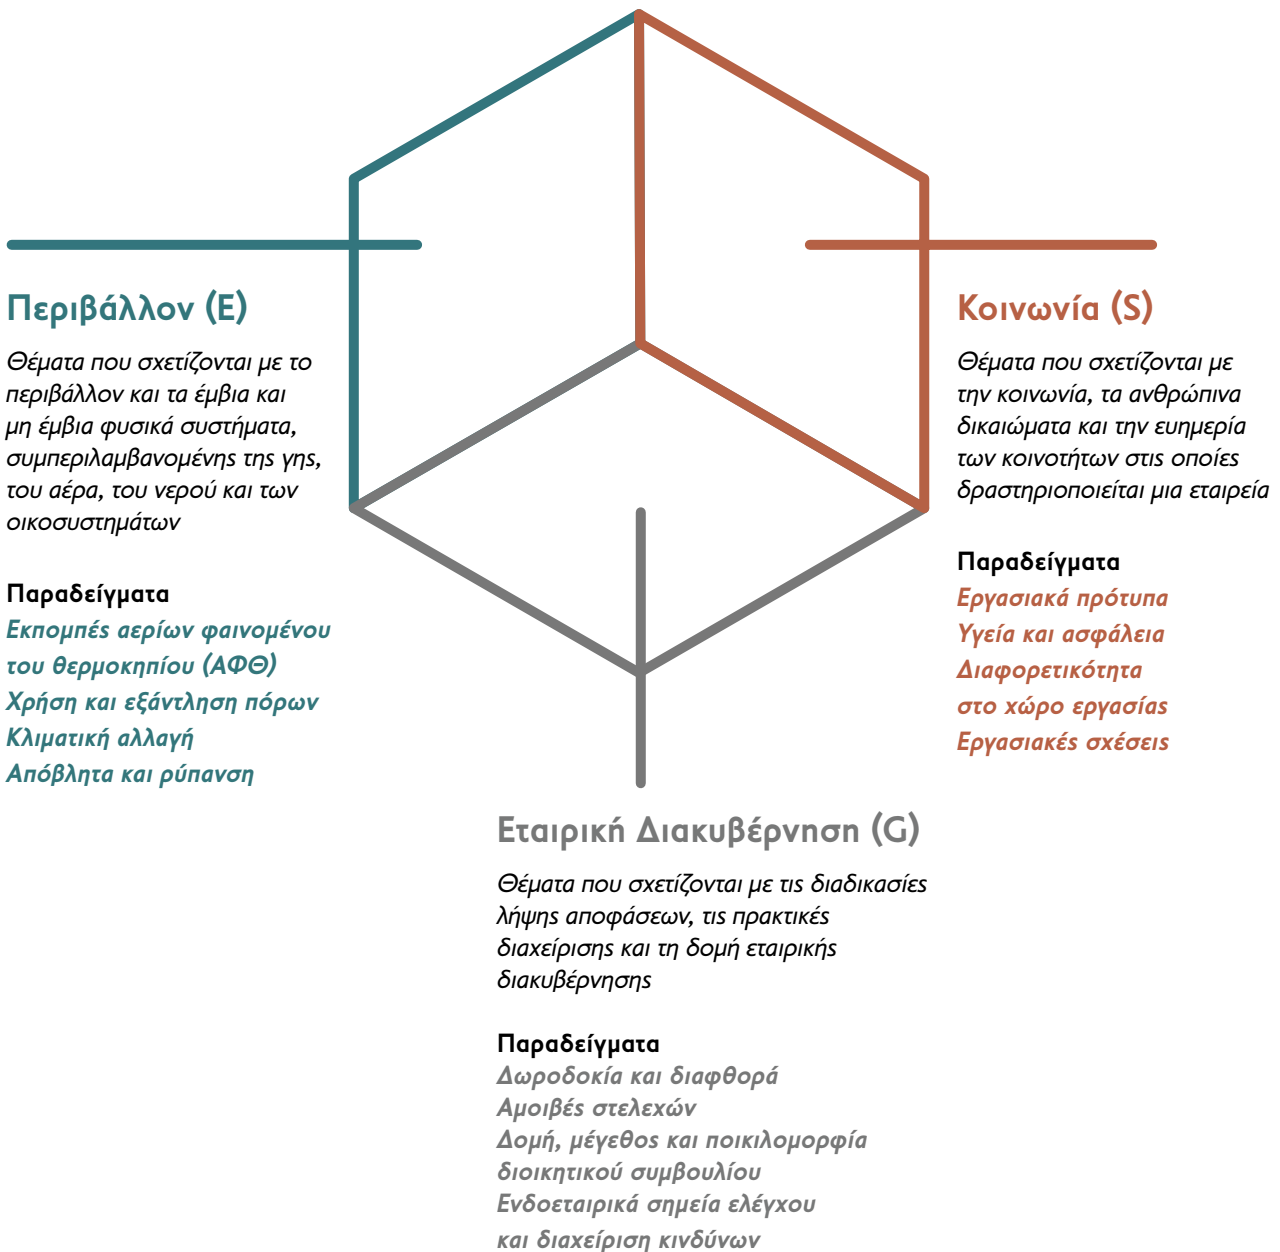 Περιβάλλον (E)
Θέματα που σχετίζονται με το
περιβάλλον και τα έμβια και
μη έμβια φυσικά συστήματα,
συμπεριλαμβανομένης της γης,
του αέρα, του νερού και των
οικοσυστημάτων
Παραδείγματα
Εκπομπές αερίων φαινομένου
του θερμοκηπίου (ΑΦΘ)
Χρήση και εξάντληση πόρων
Κλιματική αλλαγή
Απόβλητα και ρύπανση
Κοινωνία (S)
Θέματα που σχετίζονται με
την κοινωνία, τα ανθρώπινα
δικαιώματα και την ευημερία
των κοινοτήτων στις οποίες
δραστηριοποιείται μια εταιρεία
Παραδείγματα
Εργασιακά πρότυπα
Υγεία και ασφάλεια
Διαφορετικότητα
στο χώρο εργασίας
Εργασιακές σχέσεις
Εταιρική Διακυβέρνηση (G)
Θέματα που σχετίζονται με τις διαδικασίες
λήψης αποφάσεων, τις πρακτικές
διαχείρισης και τη δομή εταιρικής
διακυβέρνησης
Παραδείγματα
Δωροδοκία και διαφθορά
Αμοιβές στελεχών
Δομή, μέγεθος και ποικιλομορφία
διοικητικού συμβουλίου
Ενδοεταιρικά σημεία ελέγχου
και διαχείριση κινδύνων